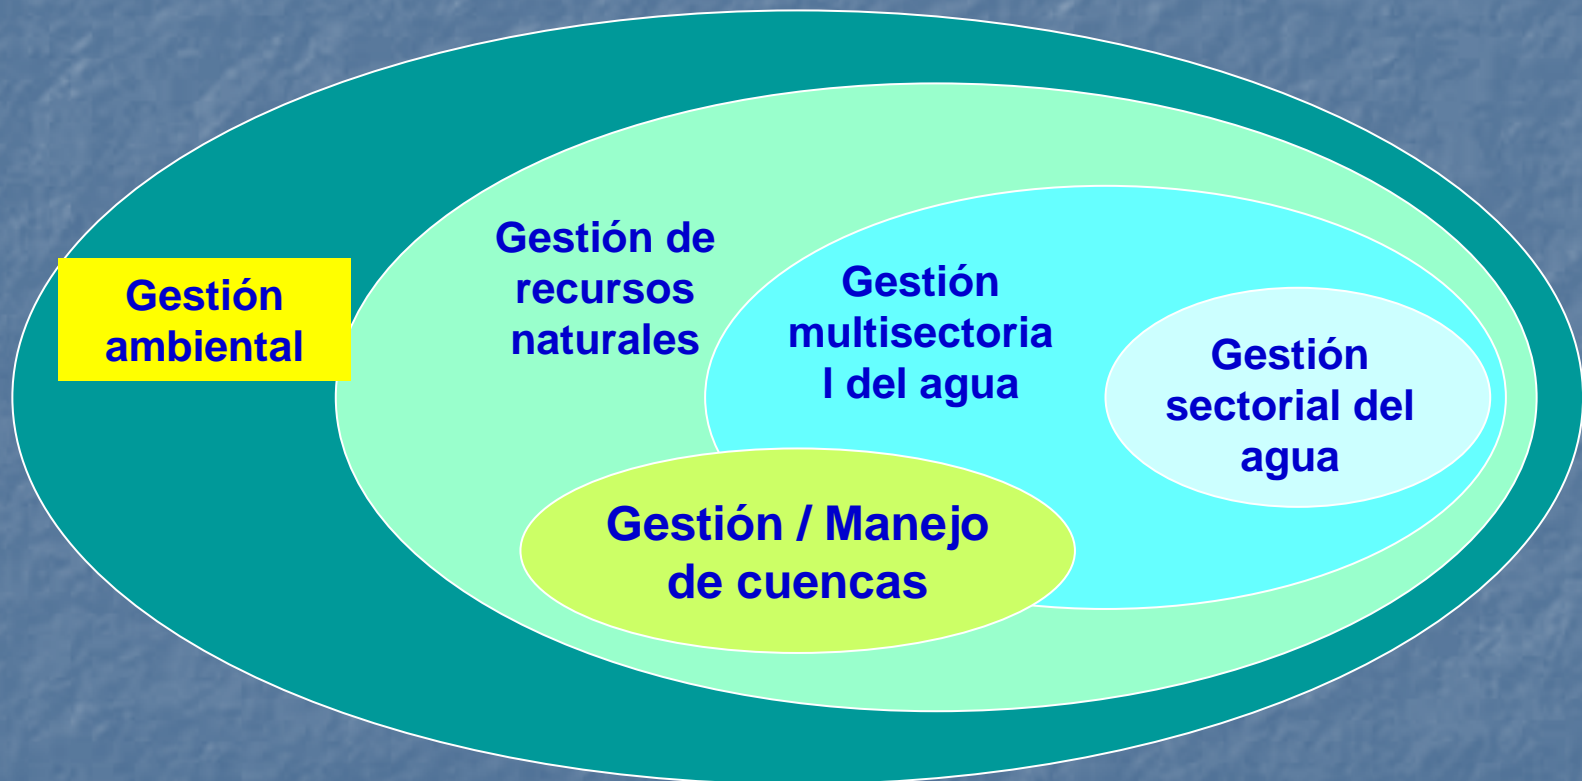 Gestión
ambiental
Gestión de
recursos
naturales
Gestión
multisectoria
l del agua
Gestión
sectorial del
agua
Gestión / Manejo
de cuencas